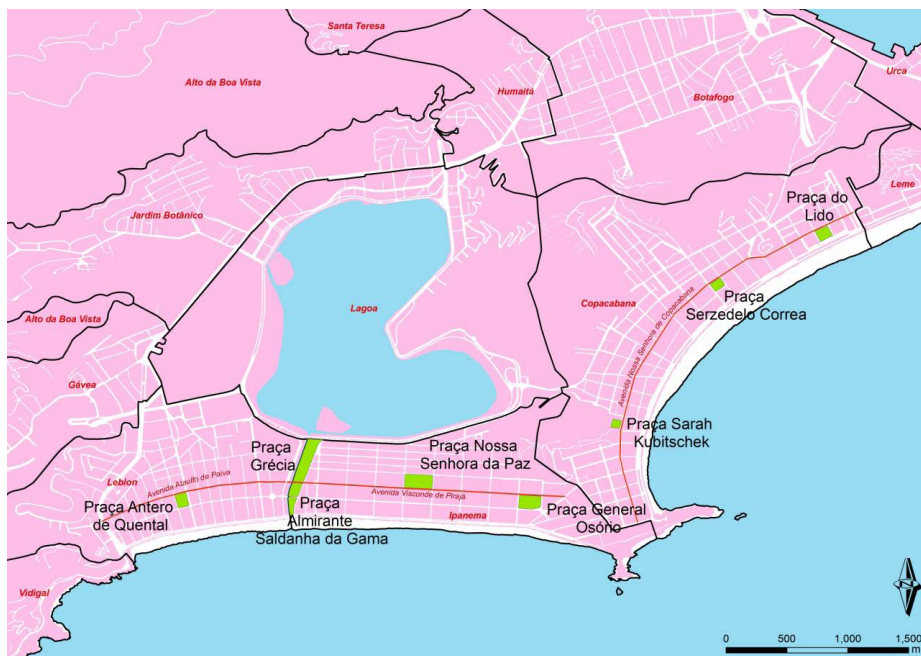 Santa Teresa
Alto da Boa Vista
Urca
Humaitá
Botafogo
Leme
Praça do
Lido
Jardim Botânico
Lagoa
Copacabana
Praça
Serzedelo Correa
Alto da Boa Vista
Avenida Nossa Senhora de Copacabana
Gávea
Praça Sarah
Kubitschek
Praça
Grécia
Praça Nossa
Senhora da Paz
Leblon
Avenida Ataulfo de Paiva
Avenida Visconde de Pirajá
Praça Antero
de Quental
Praça
Almirante
Saldanha da Gama
Ipanema
Praça General
Osório
Vidigal
N
0 500 1,000 1,500
m